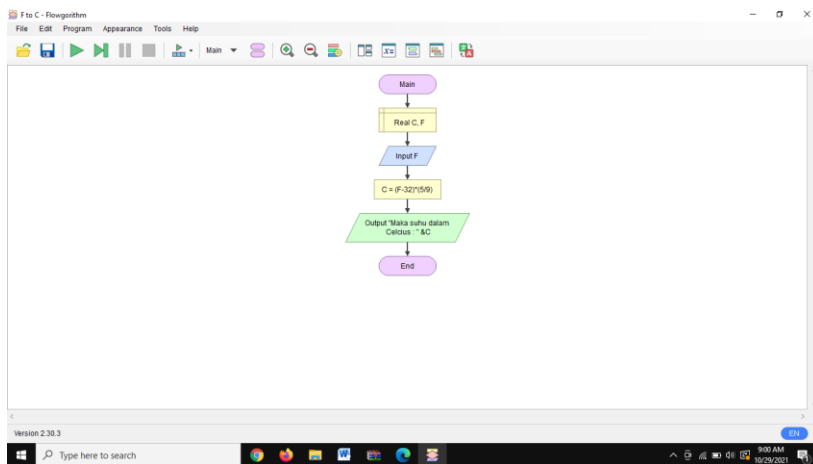 F to C - Flowgorithm
File Edit Program Appearance Tools Help
Main
Main
Real C, F
Input F
C = (F-32)*(5/9)
Output "Maka suhu dalam
Celcius : " &C
End
Version 2.30.3
EN
Type here to search
9:00 AM
10/29/2021